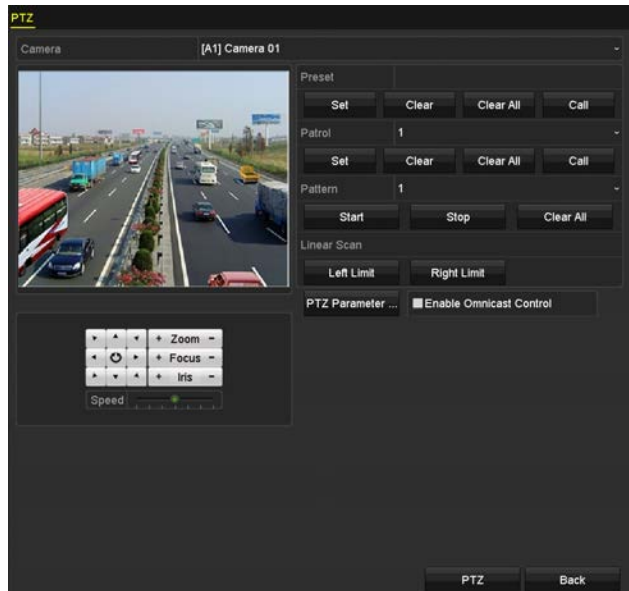 PTZ
Camera [A1] Camera 01
Preset
Set Clear Clear All Call
Patrol 1
Set Clear Clear All Call
Pattern 1
Start Stop Clear All
Linear Scan
Left Limit Right Limit
PTZ Parameter ... Enable Omnicast Control
+ Zoom -
+ Focus -
+ Iris -
Speed
PTZ Back